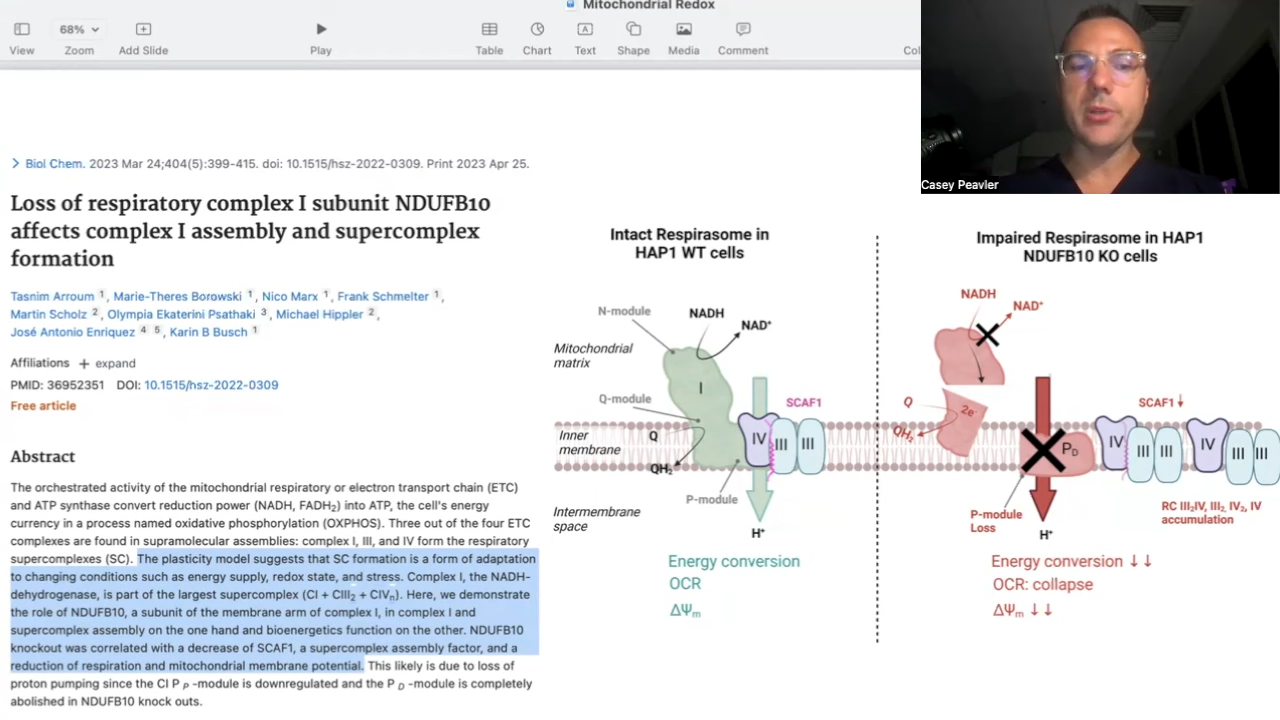 Mitochondrial Redox
68%
View
Zoom
Add Slide
Play
Table
Chart
Text
Shape
Media
Comment
Col
Casey Peavler
Biol Chem. 2023 Mar 24;404(5):399-415. doi: 10.1515/hsz-2022-0309. Print 2023 Apr 25.
Loss of respiratory complex I subunit NDUFB10
affects complex I assembly and supercomplex
formation
Tasnim Arroum 1, Marie-Theres Borowski 1, Nico Marx 1, Frank Schmelter 1,
Martin Scholz 2, Olympia Ekaterini Psathaki 3, Michael Hippler 2,
José Antonio Enriquez 4 5, Karin B Busch 1
Affiliations + expand
PMID: 36952351 DOI: 10.1515/hsz-2022-0309
Free article
Abstract
The orchestrated activity of the mitochondrial respiratory or electron transport chain (ETC)
and ATP synthase convert reduction power (NADH, FADH₂) into ATP, the cell's energy
currency in a process named oxidative phosphorylation (OXPHOS). Three out of the four ETC
complexes are found in supramolecular assemblies: complex I, III, and IV form the respiratory
supercomplexes (SC). The plasticity model suggests that SC formation is a form of adaptation
to changing conditions such as energy supply, redox state, and stress. Complex I, the NADH-
dehydrogenase, is part of the largest supercomplex (CI + CIII₂ + CIVₙ). Here, we demonstrate
the role of NDUFB10, a subunit of the membrane arm of complex I, in complex I and
supercomplex assembly on the one hand and bioenergetics function on the other. NDUFB10
knockout was correlated with a decrease of SCAF1, a supercomplex assembly factor, and a
reduction of respiration and mitochondrial membrane potential. This likely is due to loss of
proton pumping since the CI P P -module is downregulated and the P D -module is completely
abolished in NDUFB10 knock outs.
Intact Respirasome in
HAP1 WT cells
N-module
NADH
NAD⁺
Mitochondrial
matrix
I
Q-module
SCAF1
Q
IV
III
III
Inner
membrane
QH₂
P-module
Intermembrane
space
H⁺
Energy conversion
OCR
ΔΨm
Impaired Respirasome in HAP1
NDUFB10 KO cells
NADH
NAD⁺
Q
2e⁻
SCAF1↓
QH₂
PD
IV
III
III
IV
III
III
P-module
Loss
H⁺
RC III₂IV, III₂, IV₂, IV
accumulation
Energy conversion ↓↓
OCR: collapse
ΔΨm ↓↓